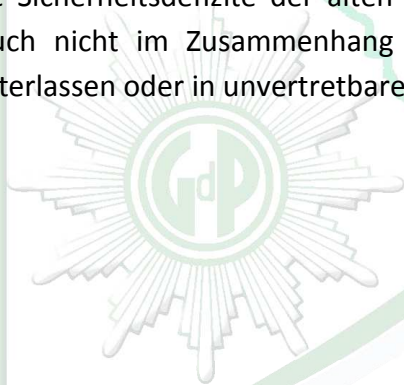 Sicherheitsdefizite der alten
nicht im Zusammenhang
oder in unvertretbare
GdP